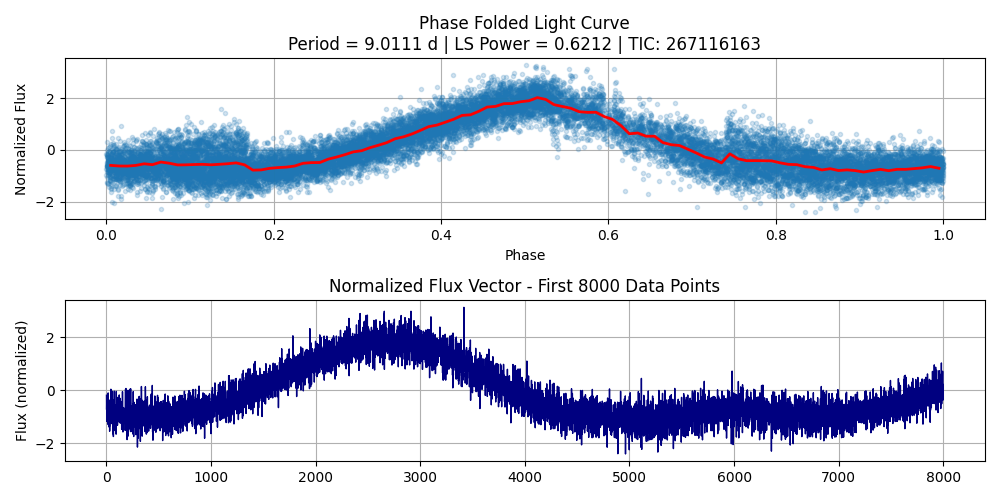 Phase Folded Light Curve
Period = 9.0111 d | LS Power = 0.6212 | TIC: 267116163
Normalized Flux
2
0
−2
0.0 0.2 0.4 0.6 0.8 1.0
Phase
Normalized Flux Vector - First 8000 Data Points
Flux (normalized)
2
0
−2
0 1000 2000 3000 4000 5000 6000 7000 8000